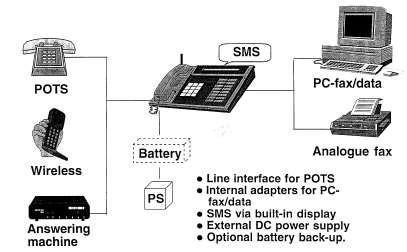 SMS
POTS
PC-fax/data
Wireless
Battery
Analogue fax
PS
Answering
machine
● Line interface for POTS
● Internal adapters for PC-
fax/data
● SMS via built-in display
● External DC power supply
● Optional battery back-up.